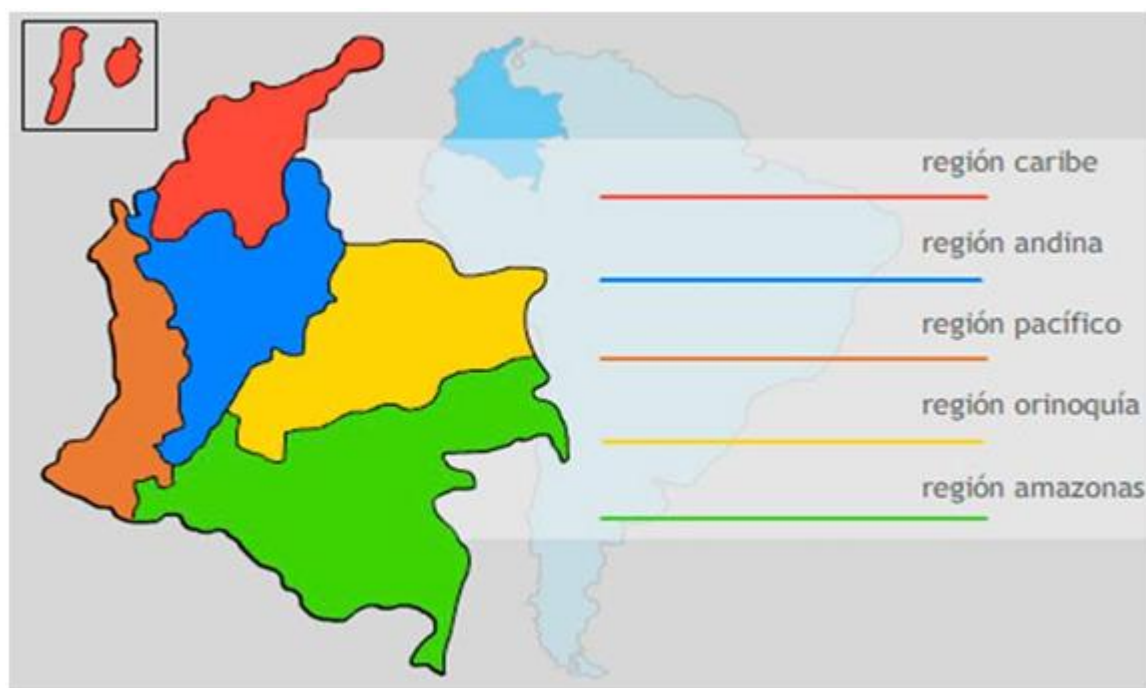 región caribe
región andina
región pacífico
región orinoquía
región amazonas